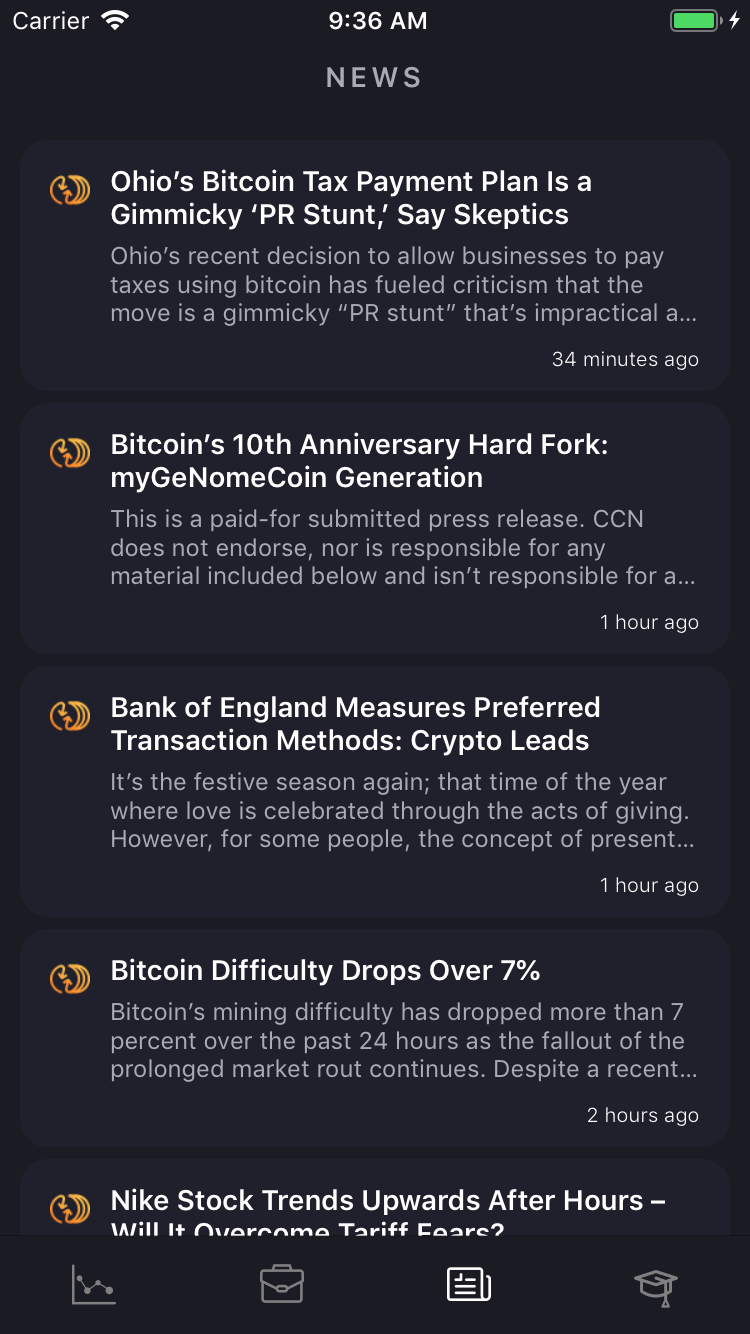 Carrier 9:36 AM
NEWS
Ohio’s Bitcoin Tax Payment Plan Is a
Gimmicky ‘PR Stunt,’ Say Skeptics
Ohio’s recent decision to allow businesses to pay
taxes using bitcoin has fueled criticism that the
move is a gimmicky “PR stunt” that’s impractical a...
34 minutes ago
Bitcoin’s 10th Anniversary Hard Fork:
myGeNomeCoin Generation
This is a paid-for submitted press release. CCN
does not endorse, nor is responsible for any
material included below and isn’t responsible for a...
1 hour ago
Bank of England Measures Preferred
Transaction Methods: Crypto Leads
It’s the festive season again; that time of the year
where love is celebrated through the acts of giving.
However, for some people, the concept of present...
1 hour ago
Bitcoin Difficulty Drops Over 7%
Bitcoin’s mining difficulty has dropped more than 7
percent over the past 24 hours as the fallout of the
prolonged market rout continues. Despite a recent...
2 hours ago
Nike Stock Trends Upwards After Hours –
Will It Overcome Tariff Fears?